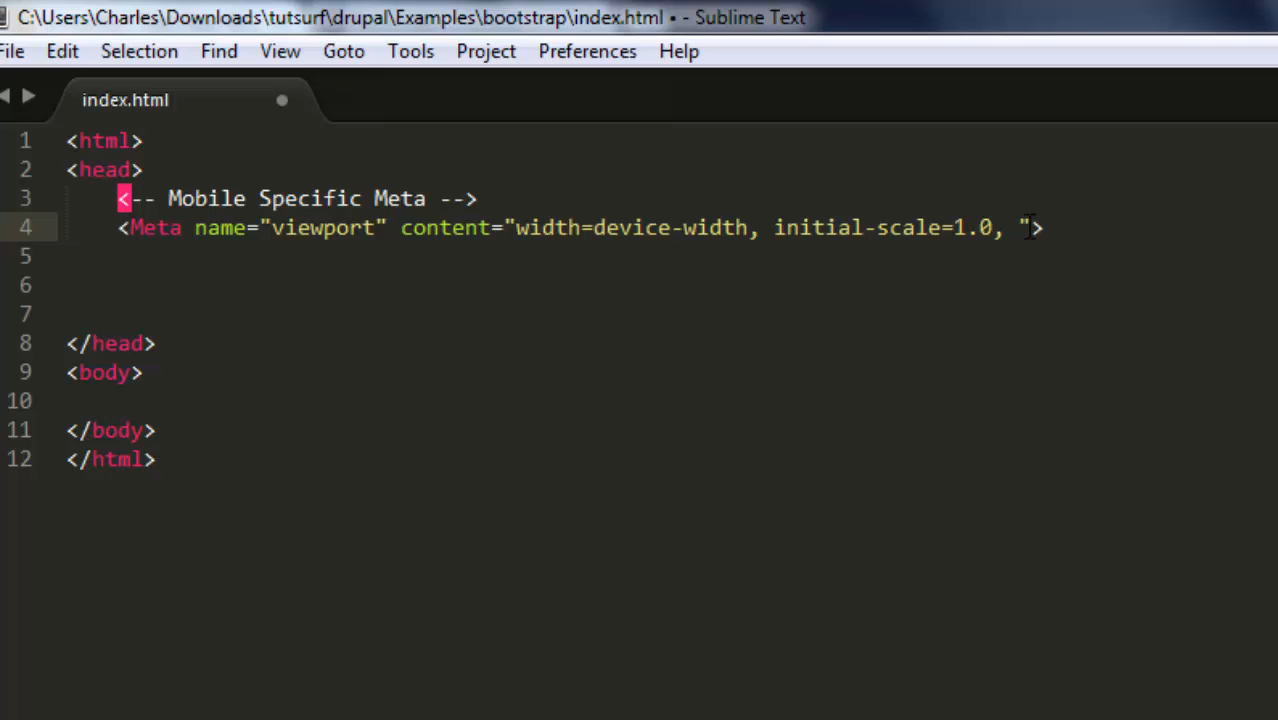 C:\Users\Charles\Downloads\tutsurf\drupal\Examples\bootstrap\index.html • - Sublime Text
File Edit Selection Find View Goto Tools Project Preferences Help
index.html
1 <html>
2 <head>
3 <-- Mobile Specific Meta -->
4 <Meta name="viewport" content="width=device-width, initial-scale=1.0, ">
5
6
7
8 </head>
9 <body>
10
11 </body>
12 </html>